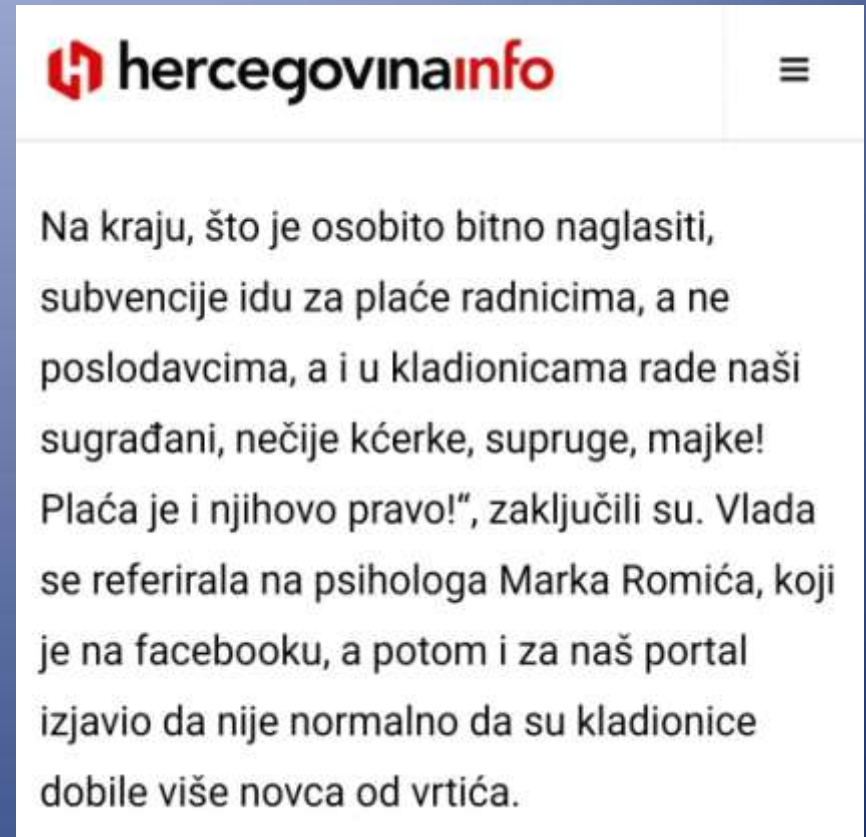 hercegovinainfo
Na kraju, što je osobito bitno naglasiti,
subvencije idu za plaće radnicima, a ne
poslodavcima, a i u kladionicama rade naši
sugrađani, nečije kćerke, supruge, majke!
Plaća je i njihovo pravo!“, zaključili su. Vlada
se referirala na psihologa Marka Romića, koji
je na facebooku, a potom i za naš portal
izjavio da nije normalno da su kladionice
dobile više novca od vrtića.